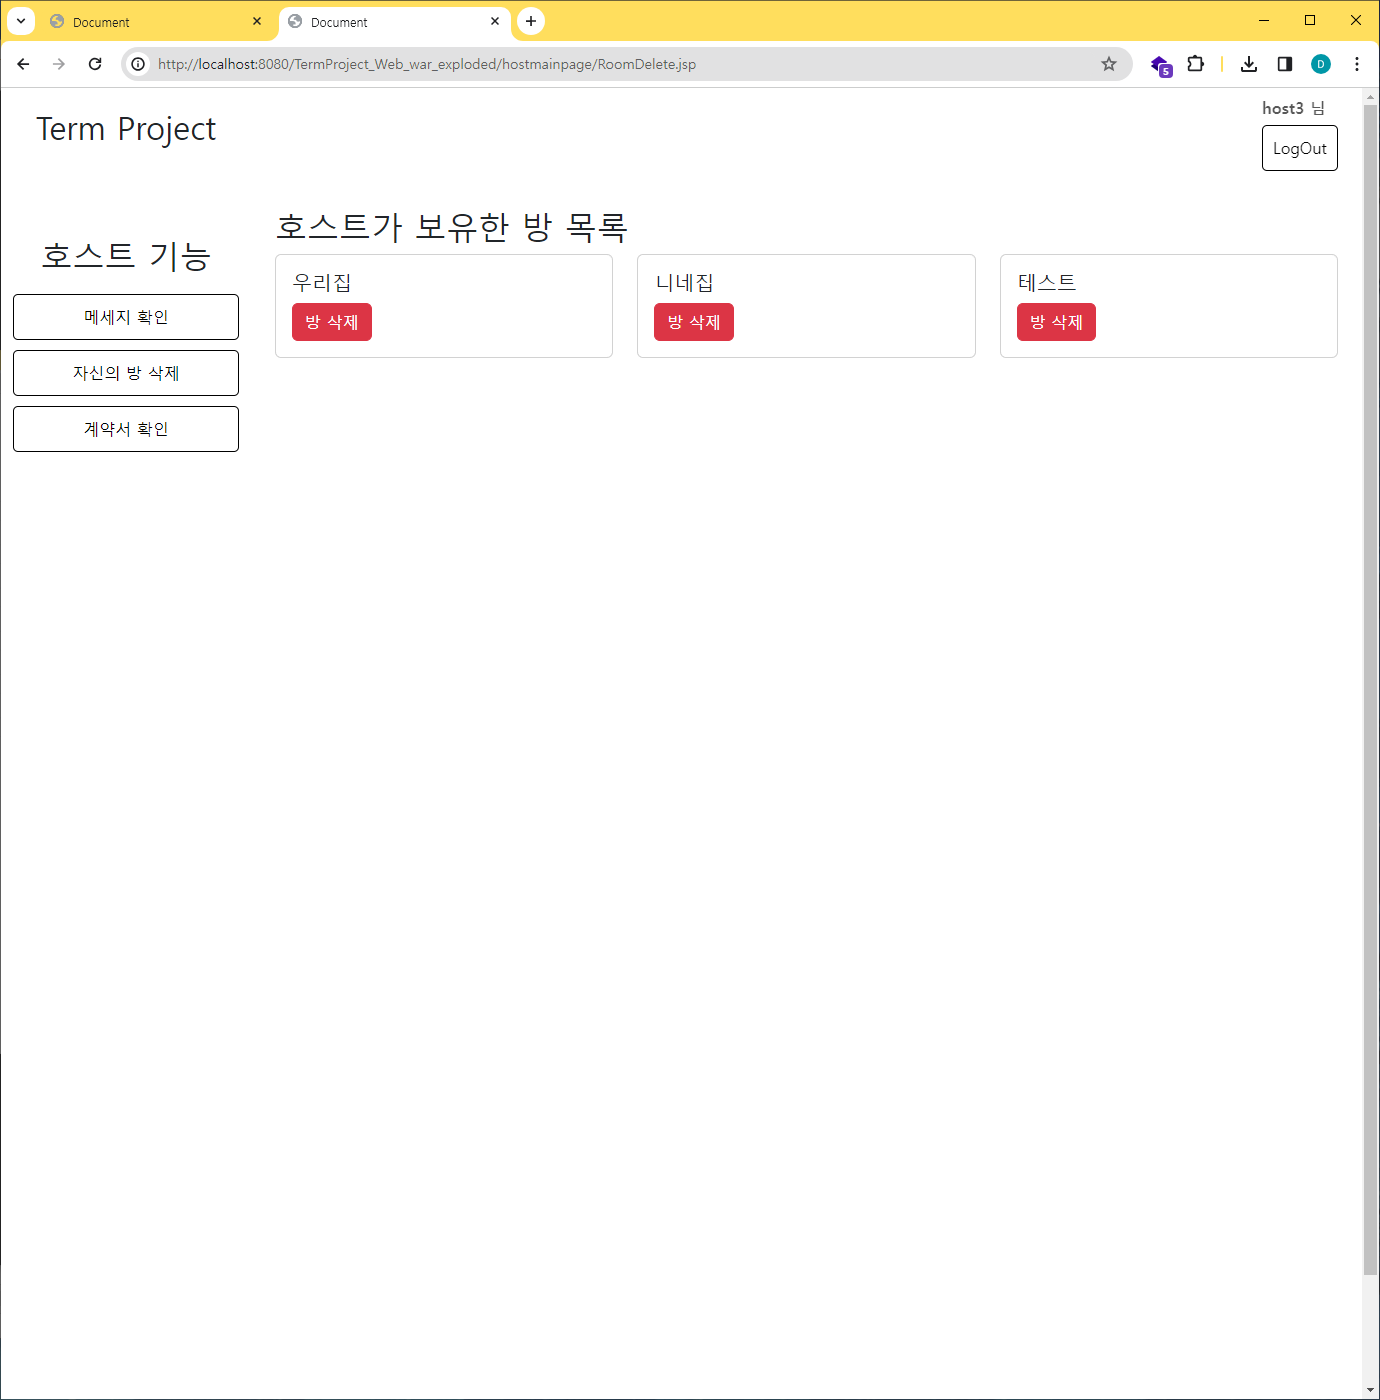 Document
Document
http://localhost:8080/TermProject_Web_war_exploded/hostmainpage/RoomDelete.jsp
5
D
Term Project
host3 님
LogOut
호스트 기능
메세지 확인
자신의 방 삭제
계약서 확인
호스트가 보유한 방 목록
우리집
방 삭제
니네집
방 삭제
테스트
방 삭제